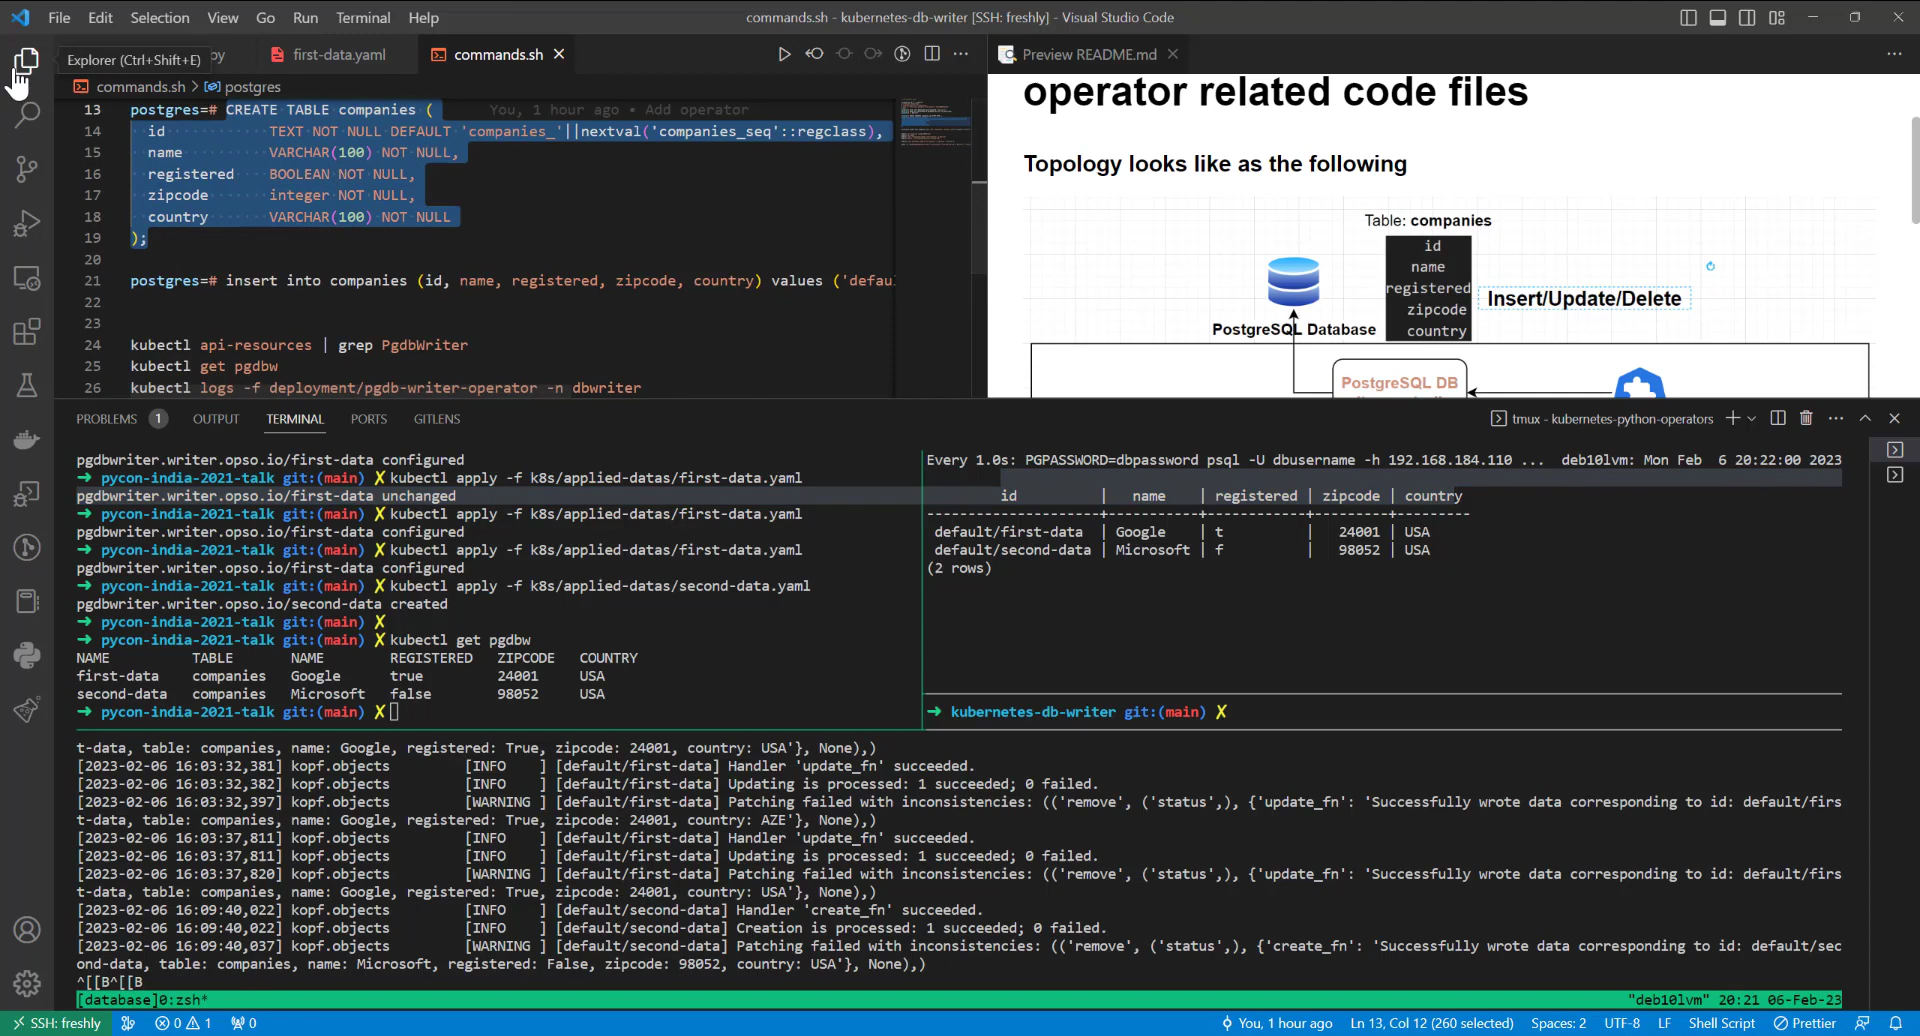 File Edit Selection View Go Run Terminal Help
commands.sh - kubernetes-db-writer [SSH: freshly] - Visual Studio Code
Explorer (Ctrl+Shift+E)
py
first-data.yaml
commands.sh
Preview README.md
commands.sh > postgres
13 postgres=# CREATE TABLE companies ( You, 1 hour ago • Add operator
14 id TEXT NOT NULL DEFAULT 'companies_'||nextval('companies_seq'::regclass),
15 name VARCHAR(100) NOT NULL,
16 registered BOOLEAN NOT NULL,
17 zipcode integer NOT NULL,
18 country VARCHAR(100) NOT NULL
19 );
20
21 postgres=# insert into companies (id, name, registered, zipcode, country) values ('defau
22
23
24 kubectl api-resources | grep PgdbWriter
25 kubectl get pgdbw
26 kubectl logs -f deployment/pgdb-writer-operator -n dbwriter
operator related code files
Topology looks like as the following
Table: companies
id
name
registered
zipcode
country
Insert/Update/Delete
PostgreSQL Database
PostgreSQL DB
PROBLEMS 1 OUTPUT TERMINAL PORTS GITLENS
tmux - kubernetes-python-operators
pgdbwriter.writer.opso.io/first-data configured
➜ pycon-india-2021-talk git:(main) ✗ kubectl apply -f k8s/applied-datas/first-data.yaml
pgdbwriter.writer.opso.io/first-data unchanged
➜ pycon-india-2021-talk git:(main) ✗ kubectl apply -f k8s/applied-datas/first-data.yaml
pgdbwriter.writer.opso.io/first-data configured
➜ pycon-india-2021-talk git:(main) ✗ kubectl apply -f k8s/applied-datas/first-data.yaml
pgdbwriter.writer.opso.io/first-data configured
➜ pycon-india-2021-talk git:(main) ✗ kubectl apply -f k8s/applied-datas/second-data.yaml
pgdbwriter.writer.opso.io/second-data created
➜ pycon-india-2021-talk git:(main) ✗
➜ pycon-india-2021-talk git:(main) ✗ kubectl get pgdbw
NAME TABLE NAME REGISTERED ZIPCODE COUNTRY
first-data companies Google true 24001 USA
second-data companies Microsoft false 98052 USA
➜ pycon-india-2021-talk git:(main) ✗
Every 1.0s: PGPASSWORD=dbpassword psql -U dbusername -h 192.168.184.110 ... deb10lvm: Mon Feb 6 20:22:00 2023
id | name | registered | zipcode | country
--------------------+-----------+------------+---------+---------
default/first-data | Google | t | 24001 | USA
default/second-data | Microsoft | f | 98052 | USA
(2 rows)
➜ kubernetes-db-writer git:(main) ✗
t-data, table: companies, name: Google, registered: True, zipcode: 24001, country: USA'}, None),)
[2023-02-06 16:03:32,381] kopf.objects [INFO ] [default/first-data] Handler 'update_fn' succeeded.
[2023-02-06 16:03:32,382] kopf.objects [INFO ] [default/first-data] Updating is processed: 1 succeeded; 0 failed.
[2023-02-06 16:03:32,397] kopf.objects [WARNING ] [default/first-data] Patching failed with inconsistencies: (('remove', ('status',), {'update_fn': 'Successfully wrote data corresponding to id: default/firs
t-data, table: companies, name: Google, registered: True, zipcode: 24001, country: AZE'}, None),)
[2023-02-06 16:03:37,811] kopf.objects [INFO ] [default/first-data] Handler 'update_fn' succeeded.
[2023-02-06 16:03:37,811] kopf.objects [INFO ] [default/first-data] Updating is processed: 1 succeeded; 0 failed.
[2023-02-06 16:03:37,820] kopf.objects [WARNING ] [default/first-data] Patching failed with inconsistencies: (('remove', ('status',), {'update_fn': 'Successfully wrote data corresponding to id: default/firs
t-data, table: companies, name: Google, registered: True, zipcode: 24001, country: USA'}, None),)
[2023-02-06 16:09:40,022] kopf.objects [INFO ] [default/second-data] Handler 'create_fn' succeeded.
[2023-02-06 16:09:40,022] kopf.objects [INFO ] [default/second-data] Creation is processed: 1 succeeded; 0 failed.
[2023-02-06 16:09:40,037] kopf.objects [WARNING ] [default/second-data] Patching failed with inconsistencies: (('remove', ('status',), {'create_fn': 'Successfully wrote data corresponding to id: default/sec
ond-data, table: companies, name: Microsoft, registered: False, zipcode: 98052, country: USA'}, None),)
^[[B^[[B
[database]0:zsh* "deb10lvm" 20:21 06-Feb-23
SSH: freshly 0 1 0 You, 1 hour ago Ln 13, Col 12 (260 selected) Spaces: 2 UTF-8 LF Shell Script Prettier